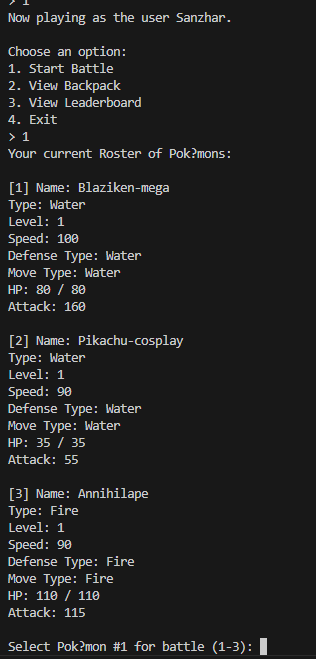 > 1
Now playing as the user Sanzhar.
Choose an option:
1. Start Battle
2. View Backpack
3. View Leaderboard
4. Exit
> 1
Your current Roster of Pok?mons:
[1] Name: Blaziken-mega
Type: Water
Level: 1
Speed: 100
Defense Type: Water
Move Type: Water
HP: 80 / 80
Attack: 160
[2] Name: Pikachu-cosplay
Type: Water
Level: 1
Speed: 90
Defense Type: Water
Move Type: Water
HP: 35 / 35
Attack: 55
[3] Name: Annihilape
Type: Fire
Level: 1
Speed: 90
Defense Type: Fire
Move Type: Fire
HP: 110 / 110
Attack: 115
Select Pok?mon #1 for battle (1-3):